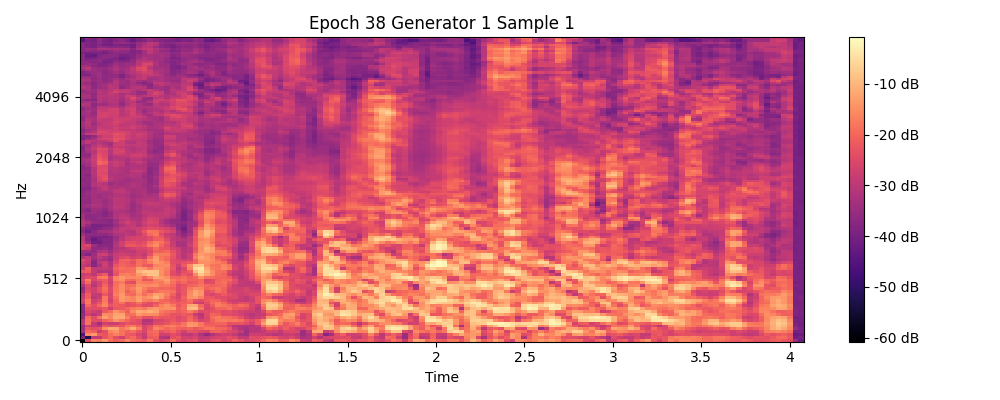 Epoch 38 Generator 1 Sample 1
Hz
4096
2048
1024
512
0
0
0.5
1
1.5
2
2.5
3
3.5
4
Time
-10 dB
-20 dB
-30 dB
-40 dB
-50 dB
-60 dB